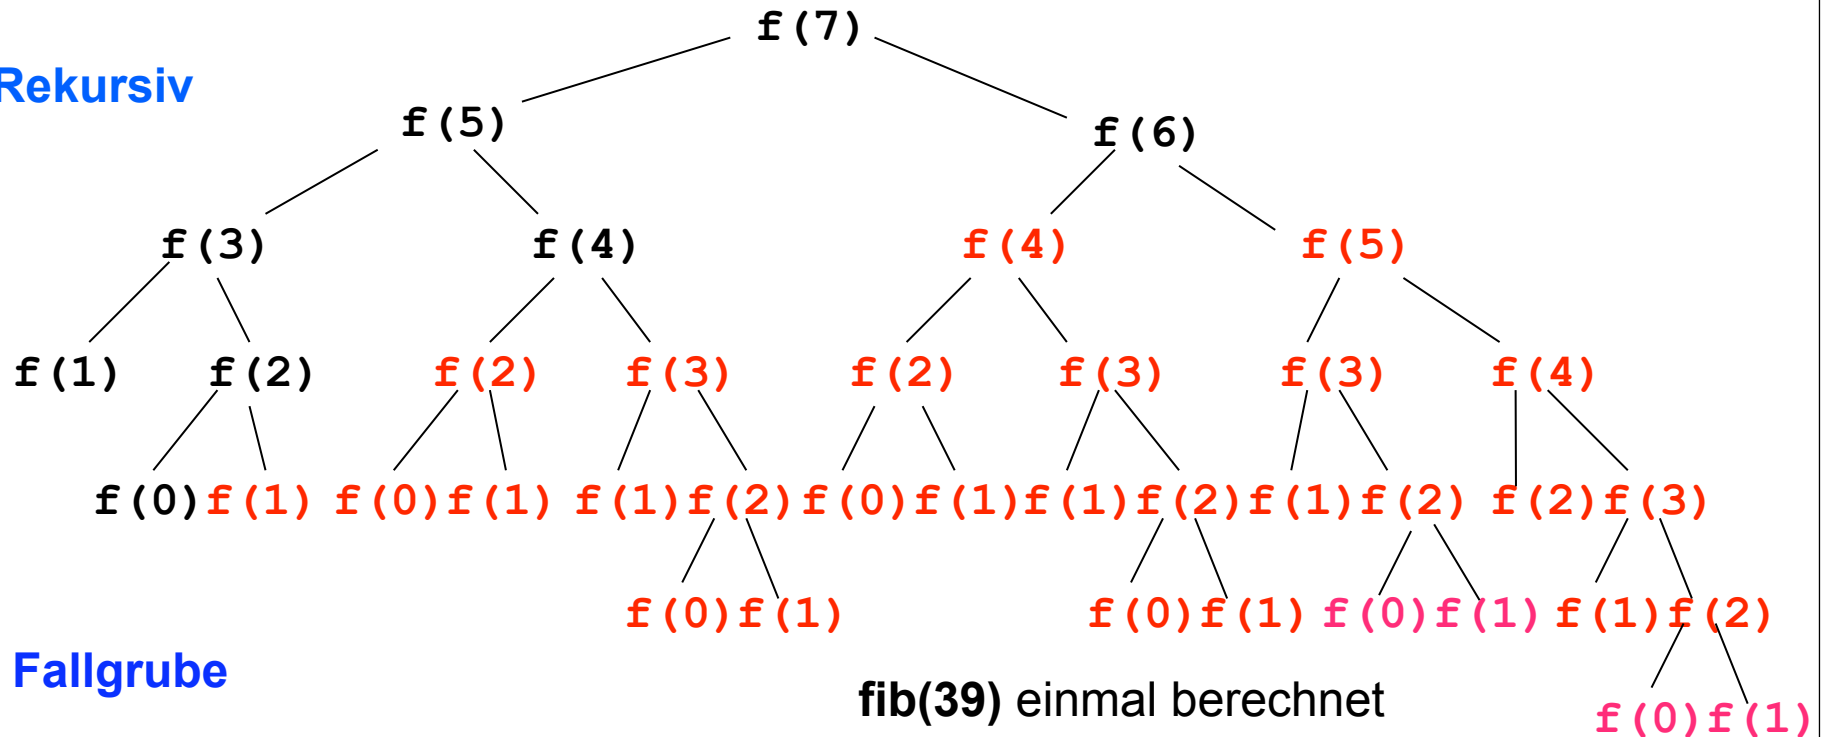 f(7)
Rekursiv
f(5) f(6)
f(3) f(4) f(4) f(5)
f(1) f(2) f(2) f(3) f(2) f(3) f(3) f(4)
f(0) f(1) f(0) f(1) f(1) f(2) f(0) f(1) f(1) f(2) f(1) f(2) f(2) f(3)
f(0) f(1) f(0) f(1) f(0) f(1) f(1) f(2)
Fallgrube
fib(39) einmal berechnet
f(0) f(1)